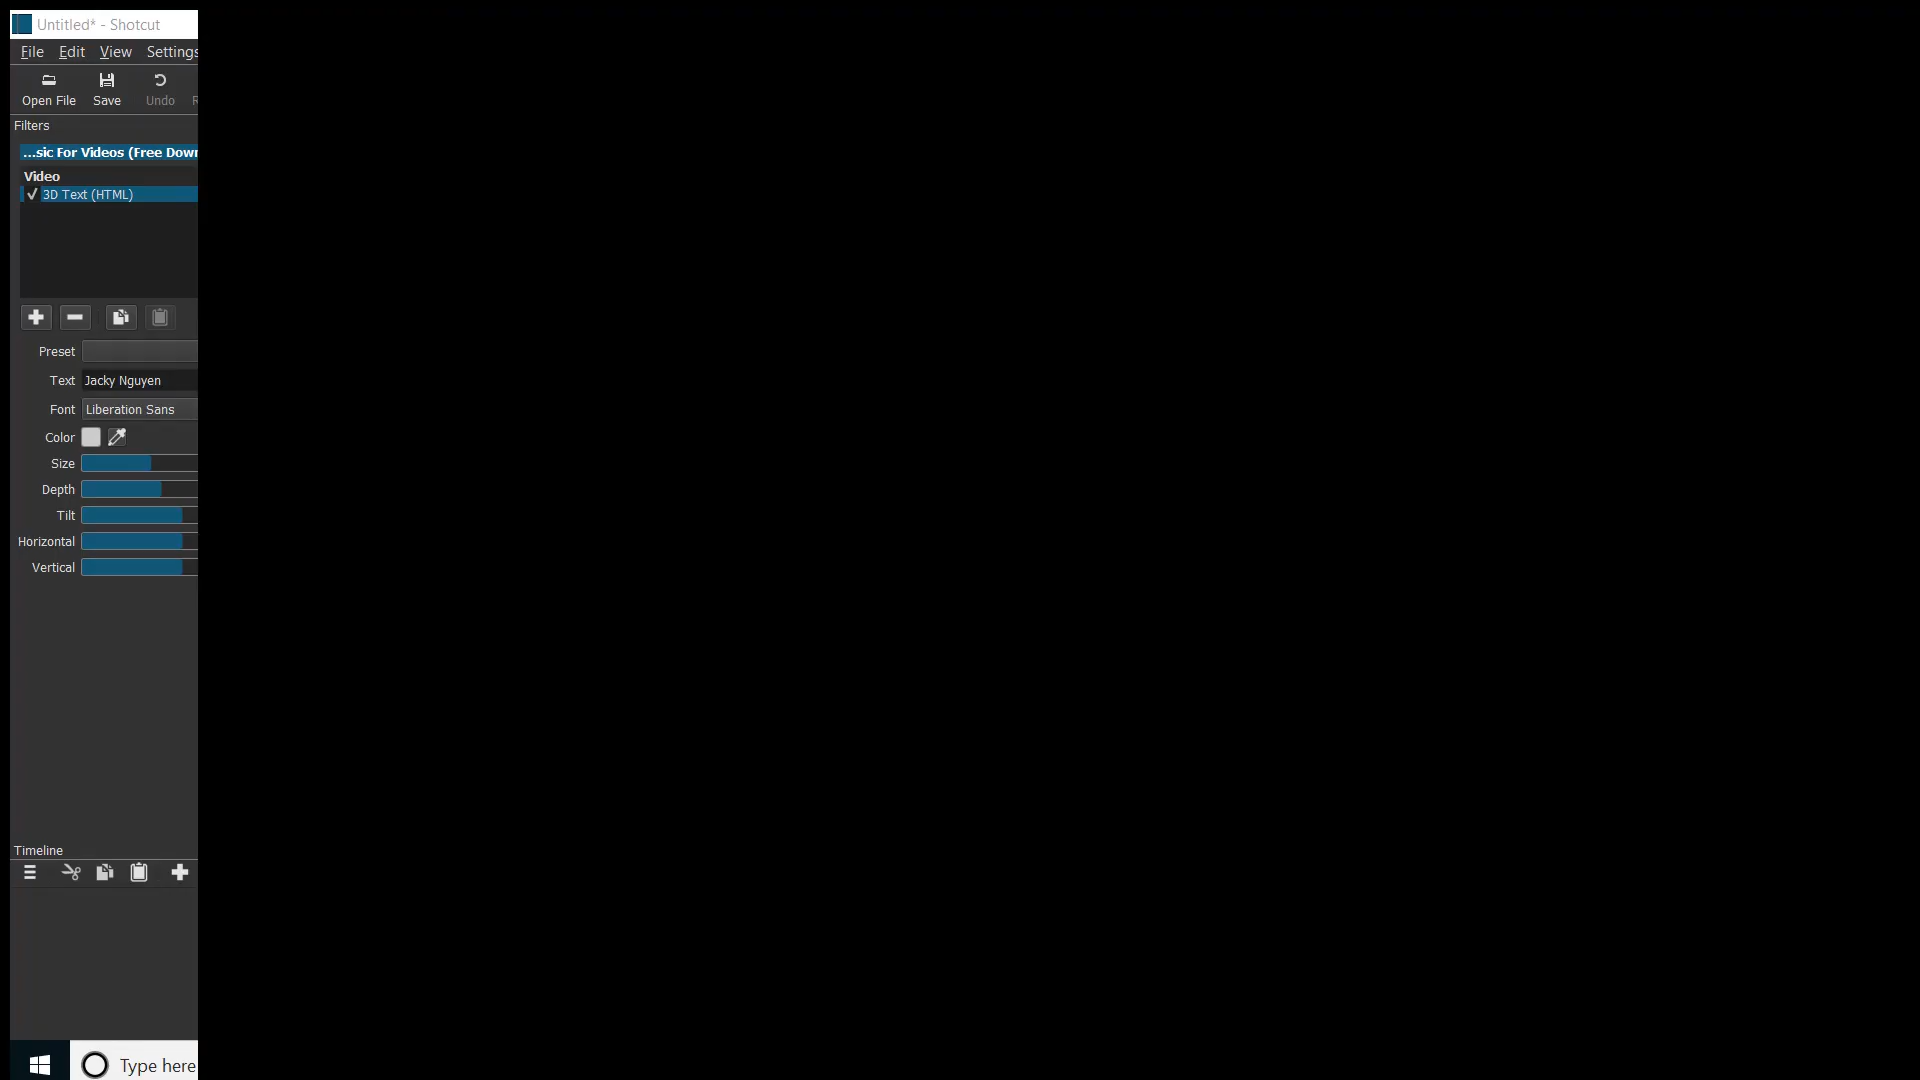 Untitled* - Shotcut
File Edit View Settings
Open File Save Undo
Filters
...sic For Videos (Free Down
Video
3D Text (HTML)
Preset
Text Jacky Nguyen
Font Liberation Sans
Color
Size
Depth
Tilt
Horizontal
Vertical
Timeline
Type here